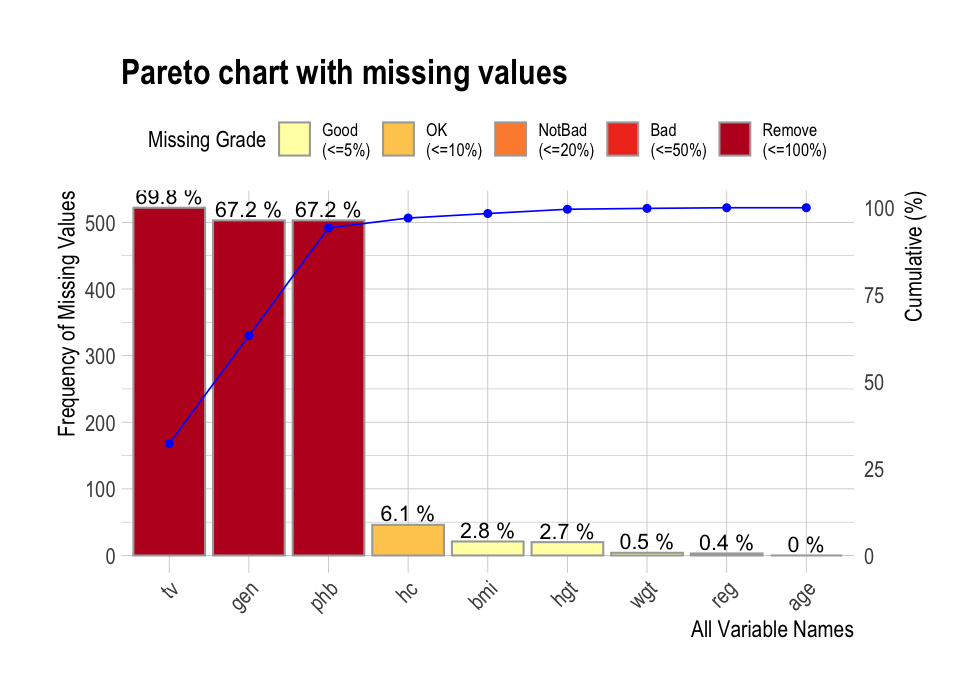 Pareto chart with missing values
Missing Grade
Good
(<=5%)
OK
(<=10%)
NotBad
(<=20%)
Bad
(<=50%)
Remove
(<=100%)
Frequency of Missing Values
500
400
300
200
100
0
69.8 %
67.2 %
67.2 %
6.1 %
2.8 %
2.7 %
0.5 %
0.4 %
0 %
100
75
50
25
0
Cumulative (%)
tv
gen
phb
hc
bmi
hgt
wgt
reg
age
All Variable Names